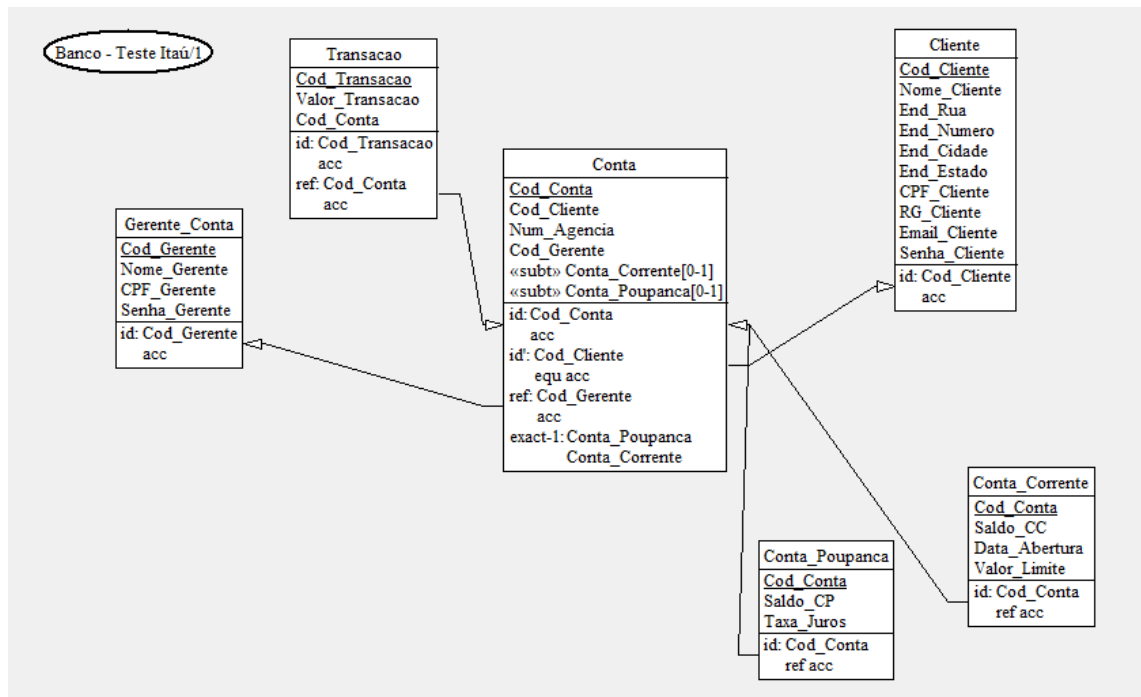 Banco - Teste Itaú/1
Transacao
Cod_Transacao
Valor_Transacao
Cod_Conta
id: Cod_Transacao
acc
ref: Cod_Conta
acc
Cliente
Cod_Cliente
Nome_Cliente
End_Rua
End_Numero
End_Cidade
End_Estado
CPF_Cliente
RG_Cliente
Email_Cliente
Senha_Cliente
id: Cod_Cliente
acc
Conta
Cod_Conta
Cod_Cliente
Num_Agencia
Cod_Gerente
«subt» Conta_Corrente[0-1]
«subt» Conta_Poupanca[0-1]
id: Cod_Conta
acc
id': Cod_Cliente
equ acc
ref: Cod_Gerente
acc
exact-1: Conta_Poupanca
Conta_Corrente
Gerente_Conta
Cod_Gerente
Nome_Gerente
CPF_Gerente
Senha_Gerente
id: Cod_Gerente
acc
Conta_Poupanca
Cod_Conta
Saldo_CP
Taxa_Juros
id: Cod_Conta
ref acc
Conta_Corrente
Cod_Conta
Saldo_CC
Data_Abertura
Valor_Limite
id: Cod_Conta
ref acc